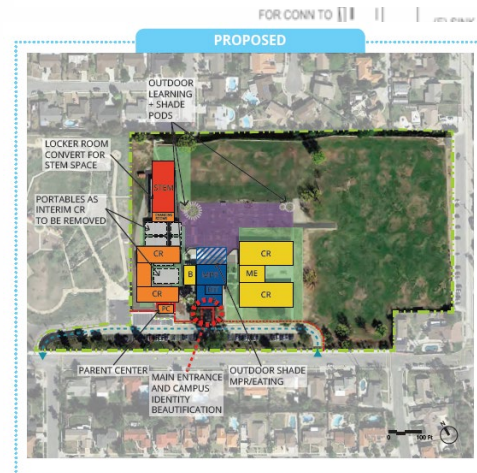 FOR CONN TO
PROPOSED
OUTDOOR
LEARNING
+ SHADE
PODS
LOCKER ROOM
CONVERT FOR
STEM SPACE
STEM
PORTABLES AS
INTERIM CR
TO BE REMOVED
CR
B
ME
CR
CR
CR
PC
PARENT CENTER
MAIN ENTRANCE
AND CAMPUS
IDENTITY
BEAUTIFICATION
OUTDOOR SHADE
MPR/EATING
0
100 Ft